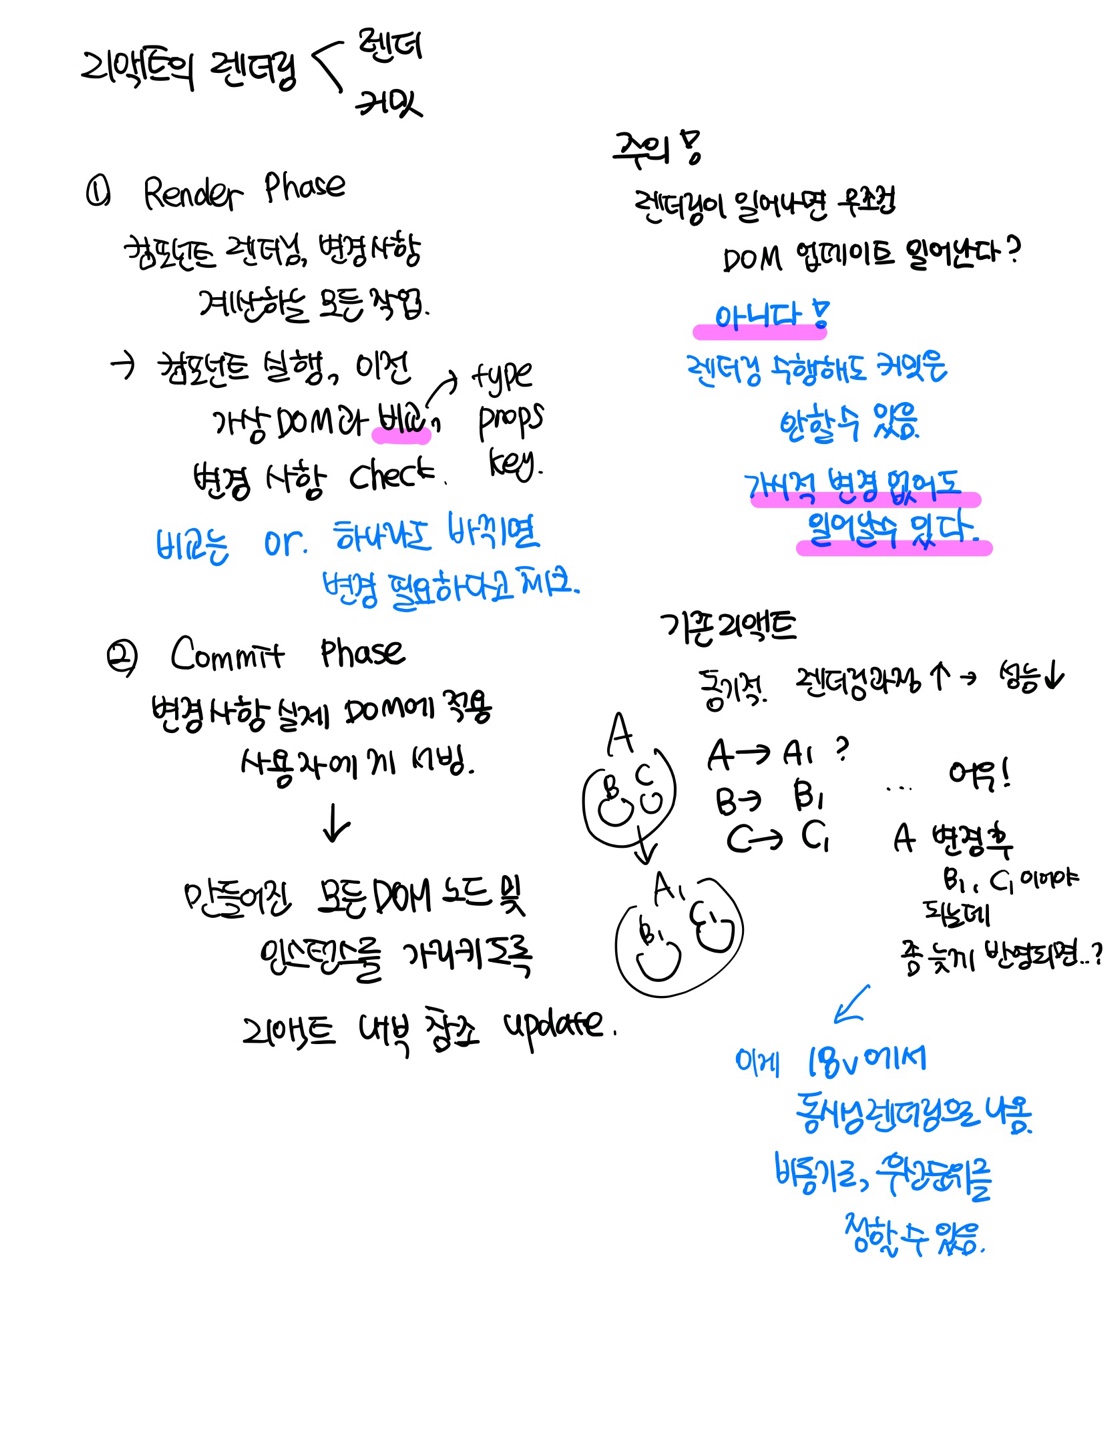 리액트의 렌더링 < 렌더
커밋
① Render Phase
컴포넌트 렌더링, 변경사항
계산하는 모든 작업.
→ 컴포넌트 실행, 이전
가상 DOM과 비교, → type
props
key.
변경 사항 check.
비교는 or. 하나라도 바뀌면
변경 필요하다고 체크.
② Commit Phase
변경사항 실제 DOM에 적용
사용자에게 서빙.
↓
만들어진 모든 DOM 노드 및
인스턴스를 가리키도록
리액트 내부 참조 update.
주의!
렌더링이 일어나면 무조건
DOM 업데이트 일어난다?
아니다!
렌더링 수행해도 커밋은
안할 수 있음.
가시적 변경 없어도
일어날수 있다.
기존 리액트
동기적. 렌더링과정 ↑ → 성능↓
A
B C
↓
A₁
B₁ C₁
A → A₁ ?
B → B₁
C → C₁
... 어유!
A 변경후
B₁, C₁ 이어야
되는데
좀 늦게 반영되면..?
이게 18v에서
동시성렌더링으로 나옴.
비동기로, 우선순위를
정할 수 있음.